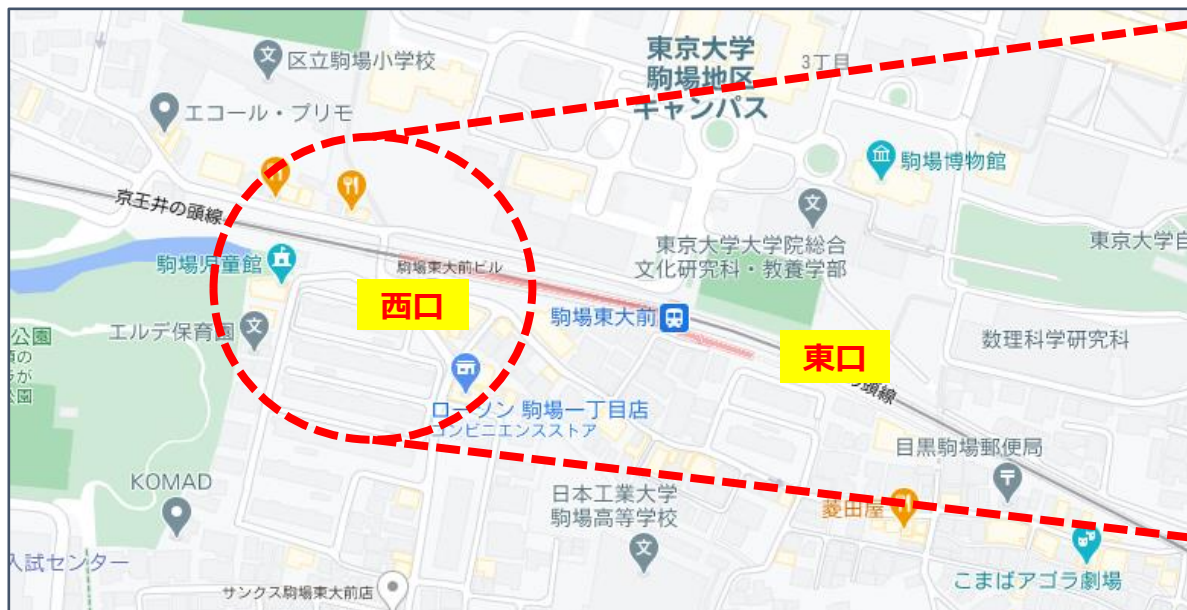 東京大学
駒場地区
キャンパス
3丁目
区立駒場小学校
エコール・プリモ
駒場博物館
京王井の頭線
東京大学大学院総合
文化研究科・教養学部
東京大学自
駒場児童館
駒場東大前ビル
西口
駒場東大前
エルデ保育園
公園
園
東口
の頭線
数理科学研究科
ローソン 駒場一丁目店
コンビニエンスストア
目黒駒場郵便局
KOMAD
日本工業大学
駒場高等学校
菱田屋
入試センター
サンクス駒場東大前店
こまばアゴラ劇場